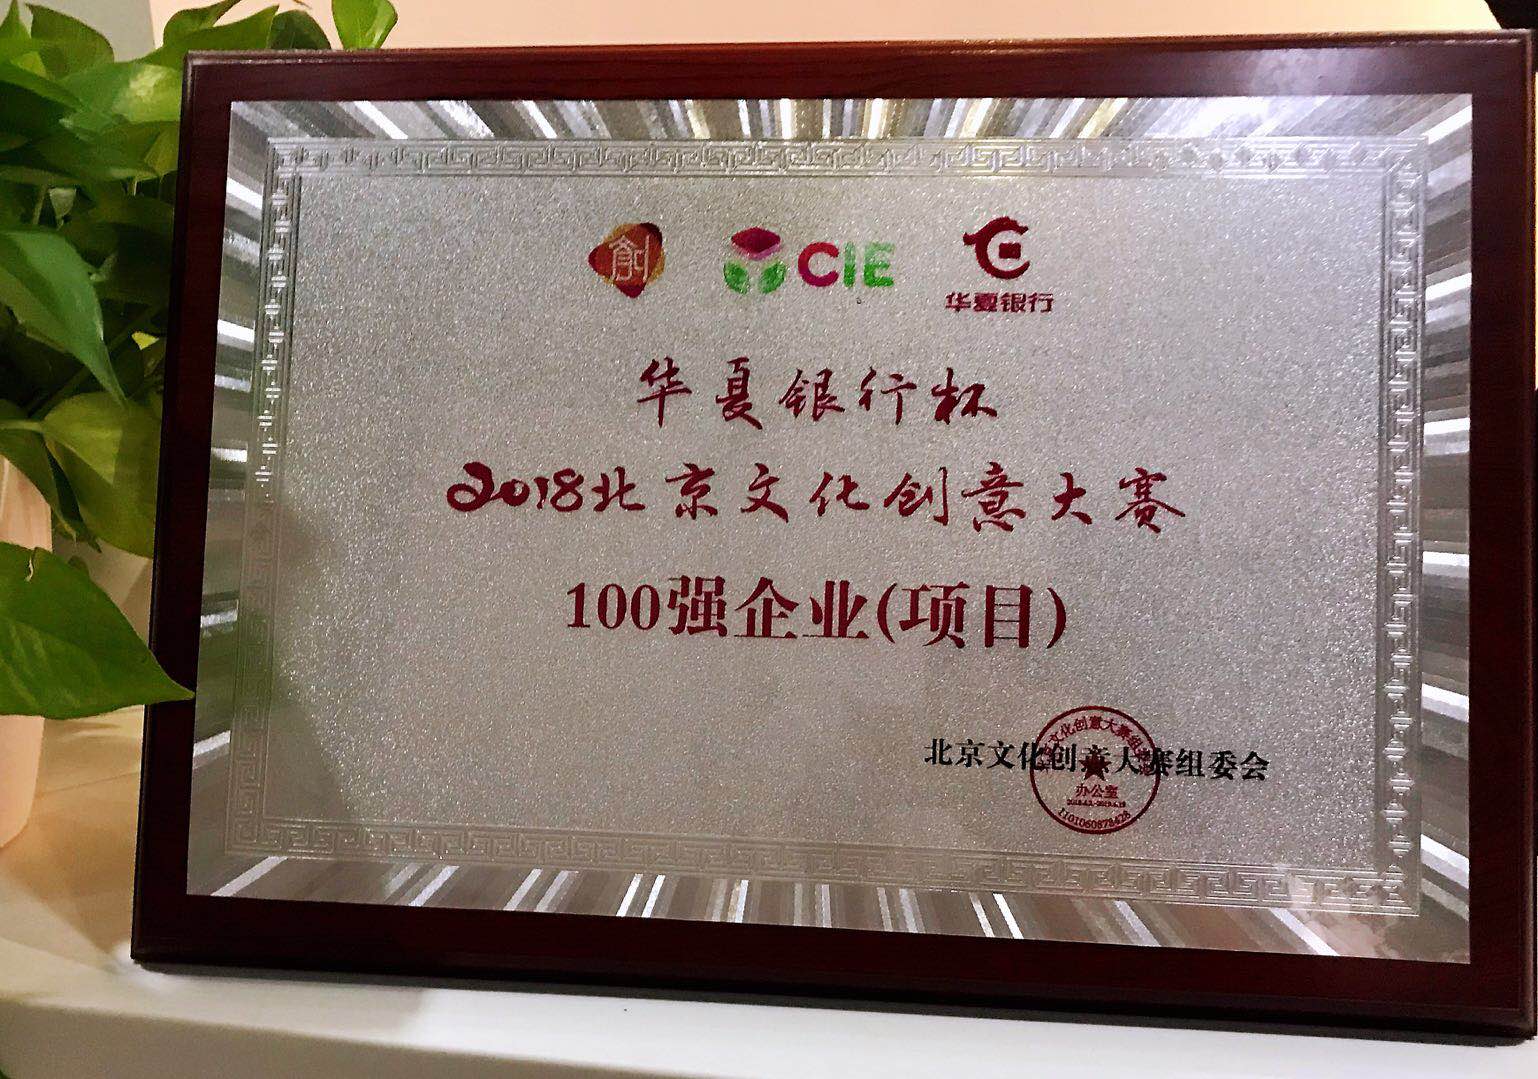 創
CIE
华夏银行
华夏银行杯
2018北京文化创意大赛
100强企业(项目)
北京文化创意大赛组委会
办公室
1101060878428